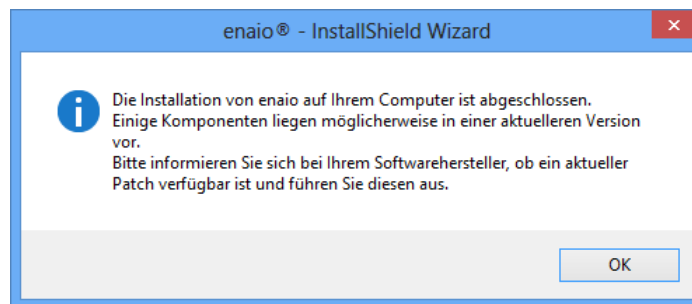 enaio® - InstallShield Wizard
Die Installation von enaio auf Ihrem Computer ist abgeschlossen.
Einige Komponenten liegen möglicherweise in einer aktuelleren Version
vor.
Bitte informieren Sie sich bei Ihrem Softwarehersteller, ob ein aktueller
Patch verfügbar ist und führen Sie diesen aus.
OK